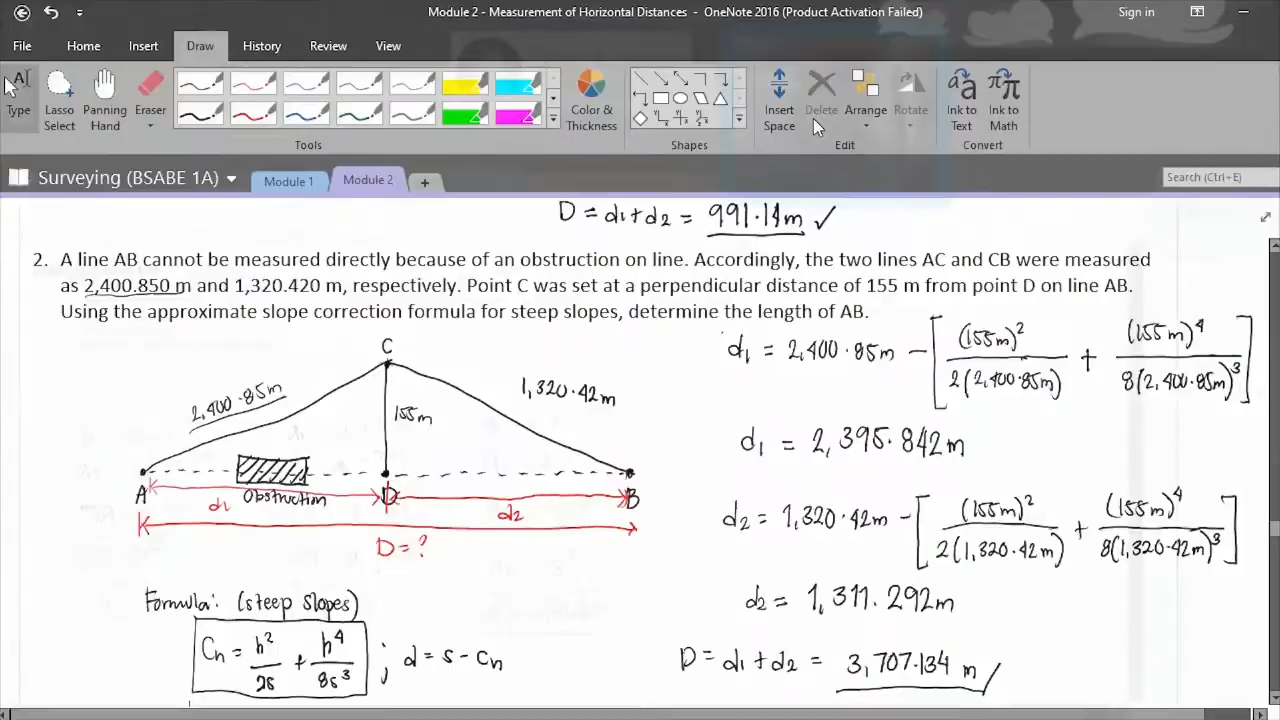 Module 2 - Measurement of Horizontal Distances - OneNote 2016 (Product Activation Failed)
Sign in
File Home Insert Draw History Review View
Type
Lasso Select
Panning Hand
Eraser
Color & Thickness
Insert Space
Delete
Arrange
Rotate
Ink to Text
Ink to Math
Tools
Shapes
Edit
Convert
Surveying (BSABE 1A)
Module 1
Module 2
Search (Ctrl+E)
D = d1 + d2 = 991.14m ✓
2. A line AB cannot be measured directly because of an obstruction on line. Accordingly, the two lines AC and CB were measured
as 2,400.850 m and 1,320.420 m, respectively. Point C was set at a perpendicular distance of 155 m from point D on line AB.
Using the approximate slope correction formula for steep slopes, determine the length of AB.
C
2,400.85m
1,320.42m
155m
A
Obstruction
D
B
d1
d2
D = ?
Formula: (steep slopes)
Cn = h²/2s + h⁴/8s³ ; d = s - Cn
d1 = 2,400.85m - [(155m)²/2(2,400.85m) + (155m)⁴/8(2,400.85m)³]
d1 = 2,395.842m
d2 = 1,320.42m - [(155m)²/2(1,320.42m) + (155m)⁴/8(1,320.42m)³]
d2 = 1,311.292m
D = d1 + d2 = 3,707.134 m